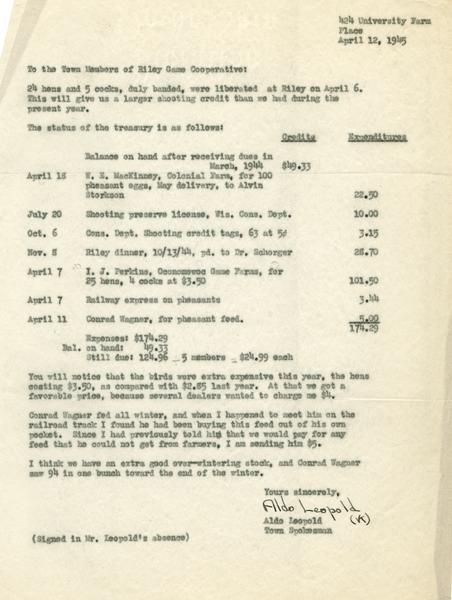 424 University Farm
Place
April 12, 1945
To the Town Members of Riley Game Cooperative:
24 hens and 5 cocks, duly banded, were liberated at Riley on April 6.
This will give us a larger shooting credit than we had during the
present year.
The status of the treasury is as follows:
Credits Expenditures
Balance on hand after receiving dues in
March, 1944 $49.33
April 18 W. E. MacKinney, Colonial Farm, for 100
pheasant eggs, May delivery, to Alvin
Storkson 22.50
July 20 Shooting preserve license, Wis. Cons. Dept. 10.00
Oct. 6 Cons. Dept. Shooting credit tags, 63 at 5¢ 3.15
Nov. 8 Riley dinner, 10/13/44, pd. to Dr. Schorger 28.70
April 7 I. J. Perkins, Oconomowoc Game Farms, for
25 hens, 4 cocks at $3.50 101.50
April 7 Railway express on pheasants 3.44
April 11 Conrad Wagner, for pheasant feed. 5.00
174.29
Expenses: $174.29
Bal. on hand: 49.33
Still due: 124.96 – 5 members – $24.99 each
You will notice that the birds were extra expensive this year, the hens
costing $3.50, as compared with $2.85 last year. At that we got a
favorable price, because several dealers wanted to charge me $4.
Conrad Wagner fed all winter, and when I happened to meet him on the
railroad track I found he had been buying this feed out of his own
pocket. Since I had previously told him that we would pay for any
feed that he could not get from farmers, I am sending him $5.
I think we have an extra good over-wintering stock, and Conrad Wagner
saw 94 in one bunch toward the end of the winter.
Yours sincerely,
Aldo Leopold
(VK)
Aldo Leopold
Town Spokesman
(Signed in Mr. Leopold's absence)